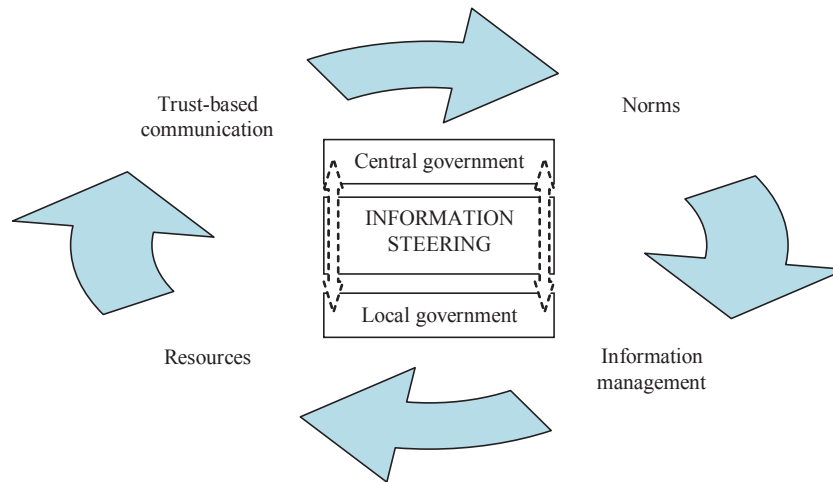 Trust-based
communication
Norms
Central government
INFORMATION
STEERING
Local government
Resources
Information
management